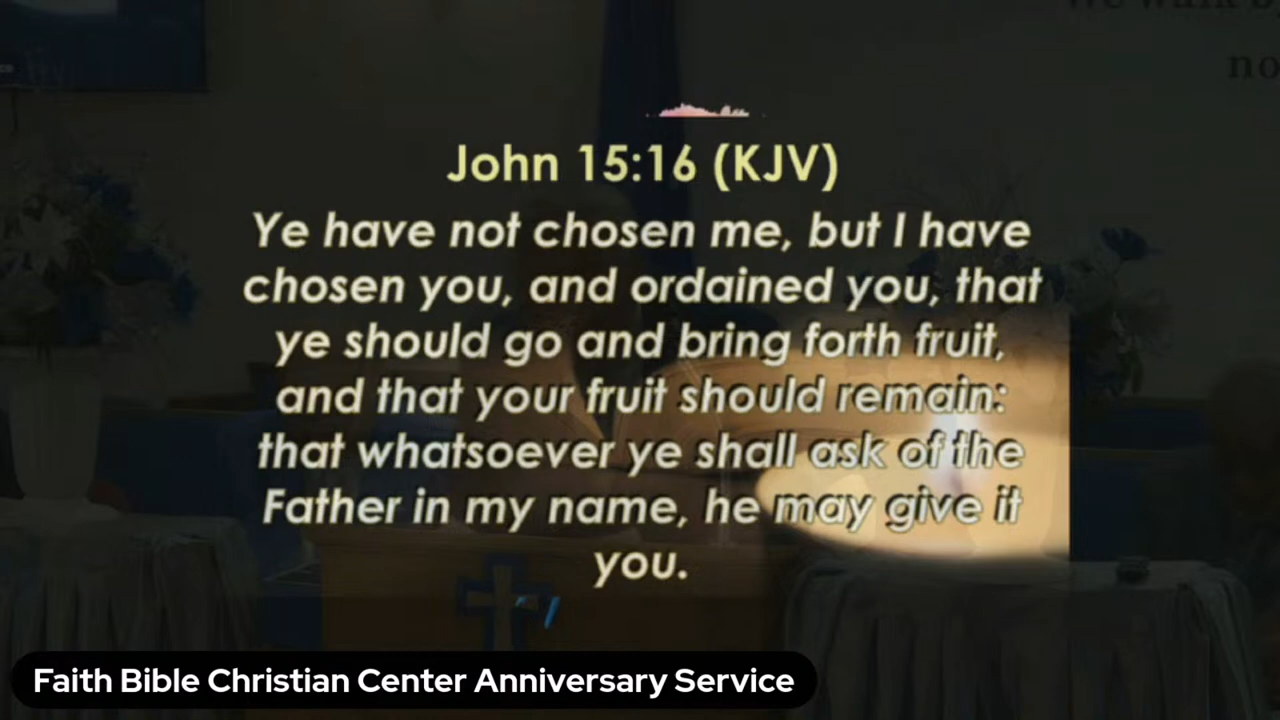 no
John 15:16 (KJV)
Ye have not chosen me, but I have
chosen you, and ordained you, that
ye should go and bring forth fruit,
and that your fruit should remain:
that whatsoever ye shall ask of the
Father in my name, he may give it
you.
Faith Bible Christian Center Anniversary Service